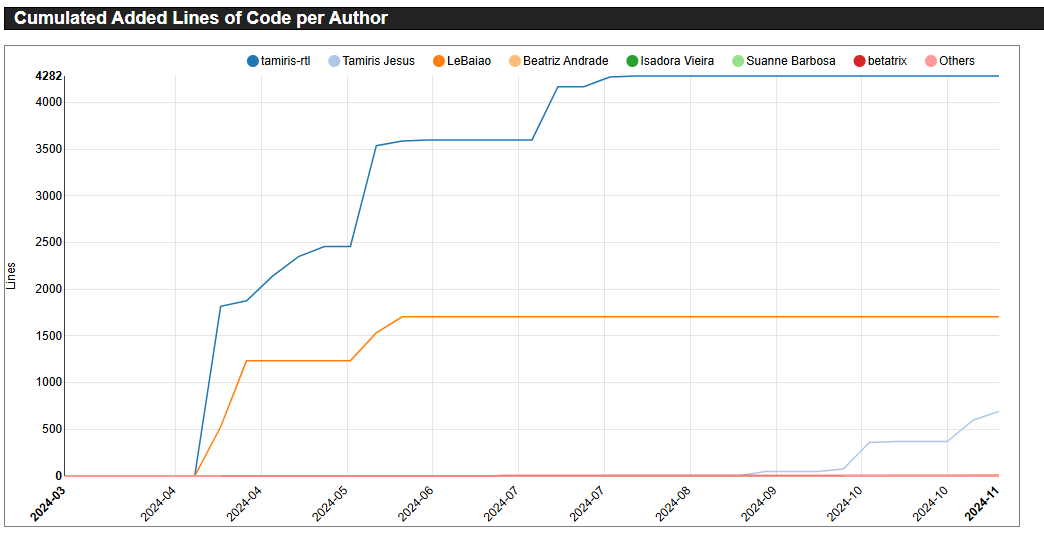 Cumulated Added Lines of Code per Author
tamiris-rtl Tamiris Jesus LeBaiao Beatriz Andrade Isadora Vieira Suanne Barbosa betatrix Others
4282
4000
3500
3000
2500
2000
1500
1000
500
0
Lines
2024-03 2024-04 2024-04 2024-05 2024-06 2024-07 2024-07 2024-08 2024-09 2024-10 2024-10 2024-11